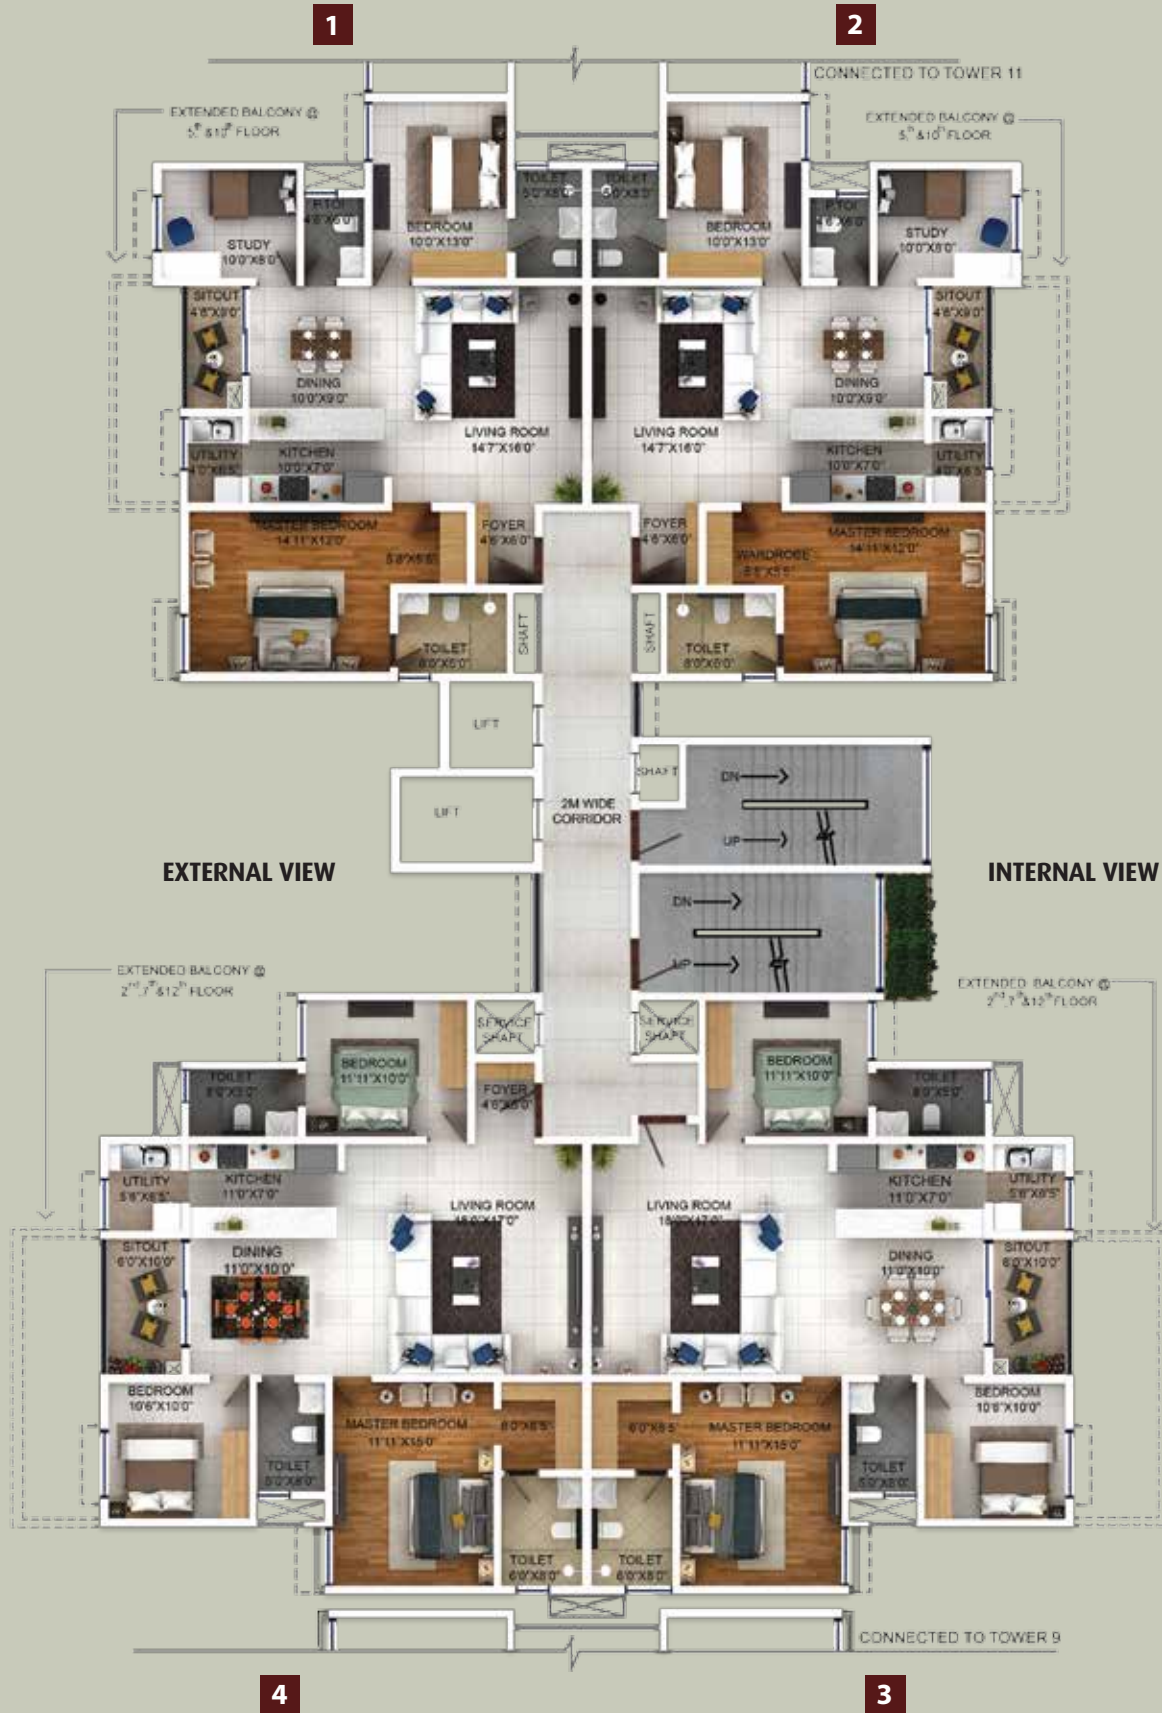 1
2
CONNECTED TO TOWER 11
EXTENDED BALCONY @
5th &10th FLOOR
EXTENDED BALCONY @
5th &10th FLOOR
TOILET
5'0"X8'0"
TOILET
5'0"X8'0"
P.TOI
4'6"X6'0"
P.TOI
4'6"X6'0"
BEDROOM
10'0"X13'0"
BEDROOM
10'0"X13'0"
STUDY
10'0"X8'0"
STUDY
10'0"X8'0"
SITOUT
4'6"X9'0"
SITOUT
4'6"X9'0"
DINING
10'0"X9'0"
DINING
10'0"X9'0"
LIVING ROOM
14'7"X16'0"
LIVING ROOM
14'7"X16'0"
UTILITY
4'0"X6'5"
KITCHEN
10'0"X7'0"
KITCHEN
10'0"X7'0"
UTILITY
4'0"X6'5"
MASTER BEDROOM
14'11"X12'0"
FOYER
4'6"X6'0"
FOYER
4'6"X6'0"
MASTER BEDROOM
14'11"X12'0"
WARDROBE
TOILET
8'0"X5'0"
SHAFT
SHAFT
TOILET
8'0"X5'0"
LIFT
LIFT
SHAFT
DN
UP
2M WIDE
CORRIDOR
EXTERNAL VIEW
INTERNAL VIEW
DN
UP
EXTENDED BALCONY @
2nd,7th&12th FLOOR
EXTENDED BALCONY @
2nd,7th&12th FLOOR
SERVICE
SHAFT
SERVICE
SHAFT
BEDROOM
11'11"X10'0"
BEDROOM
11'11"X10'0"
TOILET
8'0"X5'0"
FOYER
TOILET
8'0"X5'0"
UTILITY
5'6"X6'5"
KITCHEN
11'0"X7'0"
KITCHEN
11'0"X7'0"
UTILITY
5'6"X6'5"
LIVING ROOM
LIVING ROOM
SITOUT
6'0"X10'0"
DINING
11'0"X10'0"
DINING
11'0"X10'0"
SITOUT
6'0"X10'0"
BEDROOM
10'6"X10'0"
MASTER BEDROOM
11'11"X15'0"
6'0"X6'5"
6'0"X6'5"
MASTER BEDROOM
11'11"X15'0"
BEDROOM
10'6"X10'0"
TOILET
5'0"X8'0"
TOILET
5'0"X8'0"
TOILET
6'0"X8'0"
TOILET
6'0"X8'0"
CONNECTED TO TOWER 9
4
3